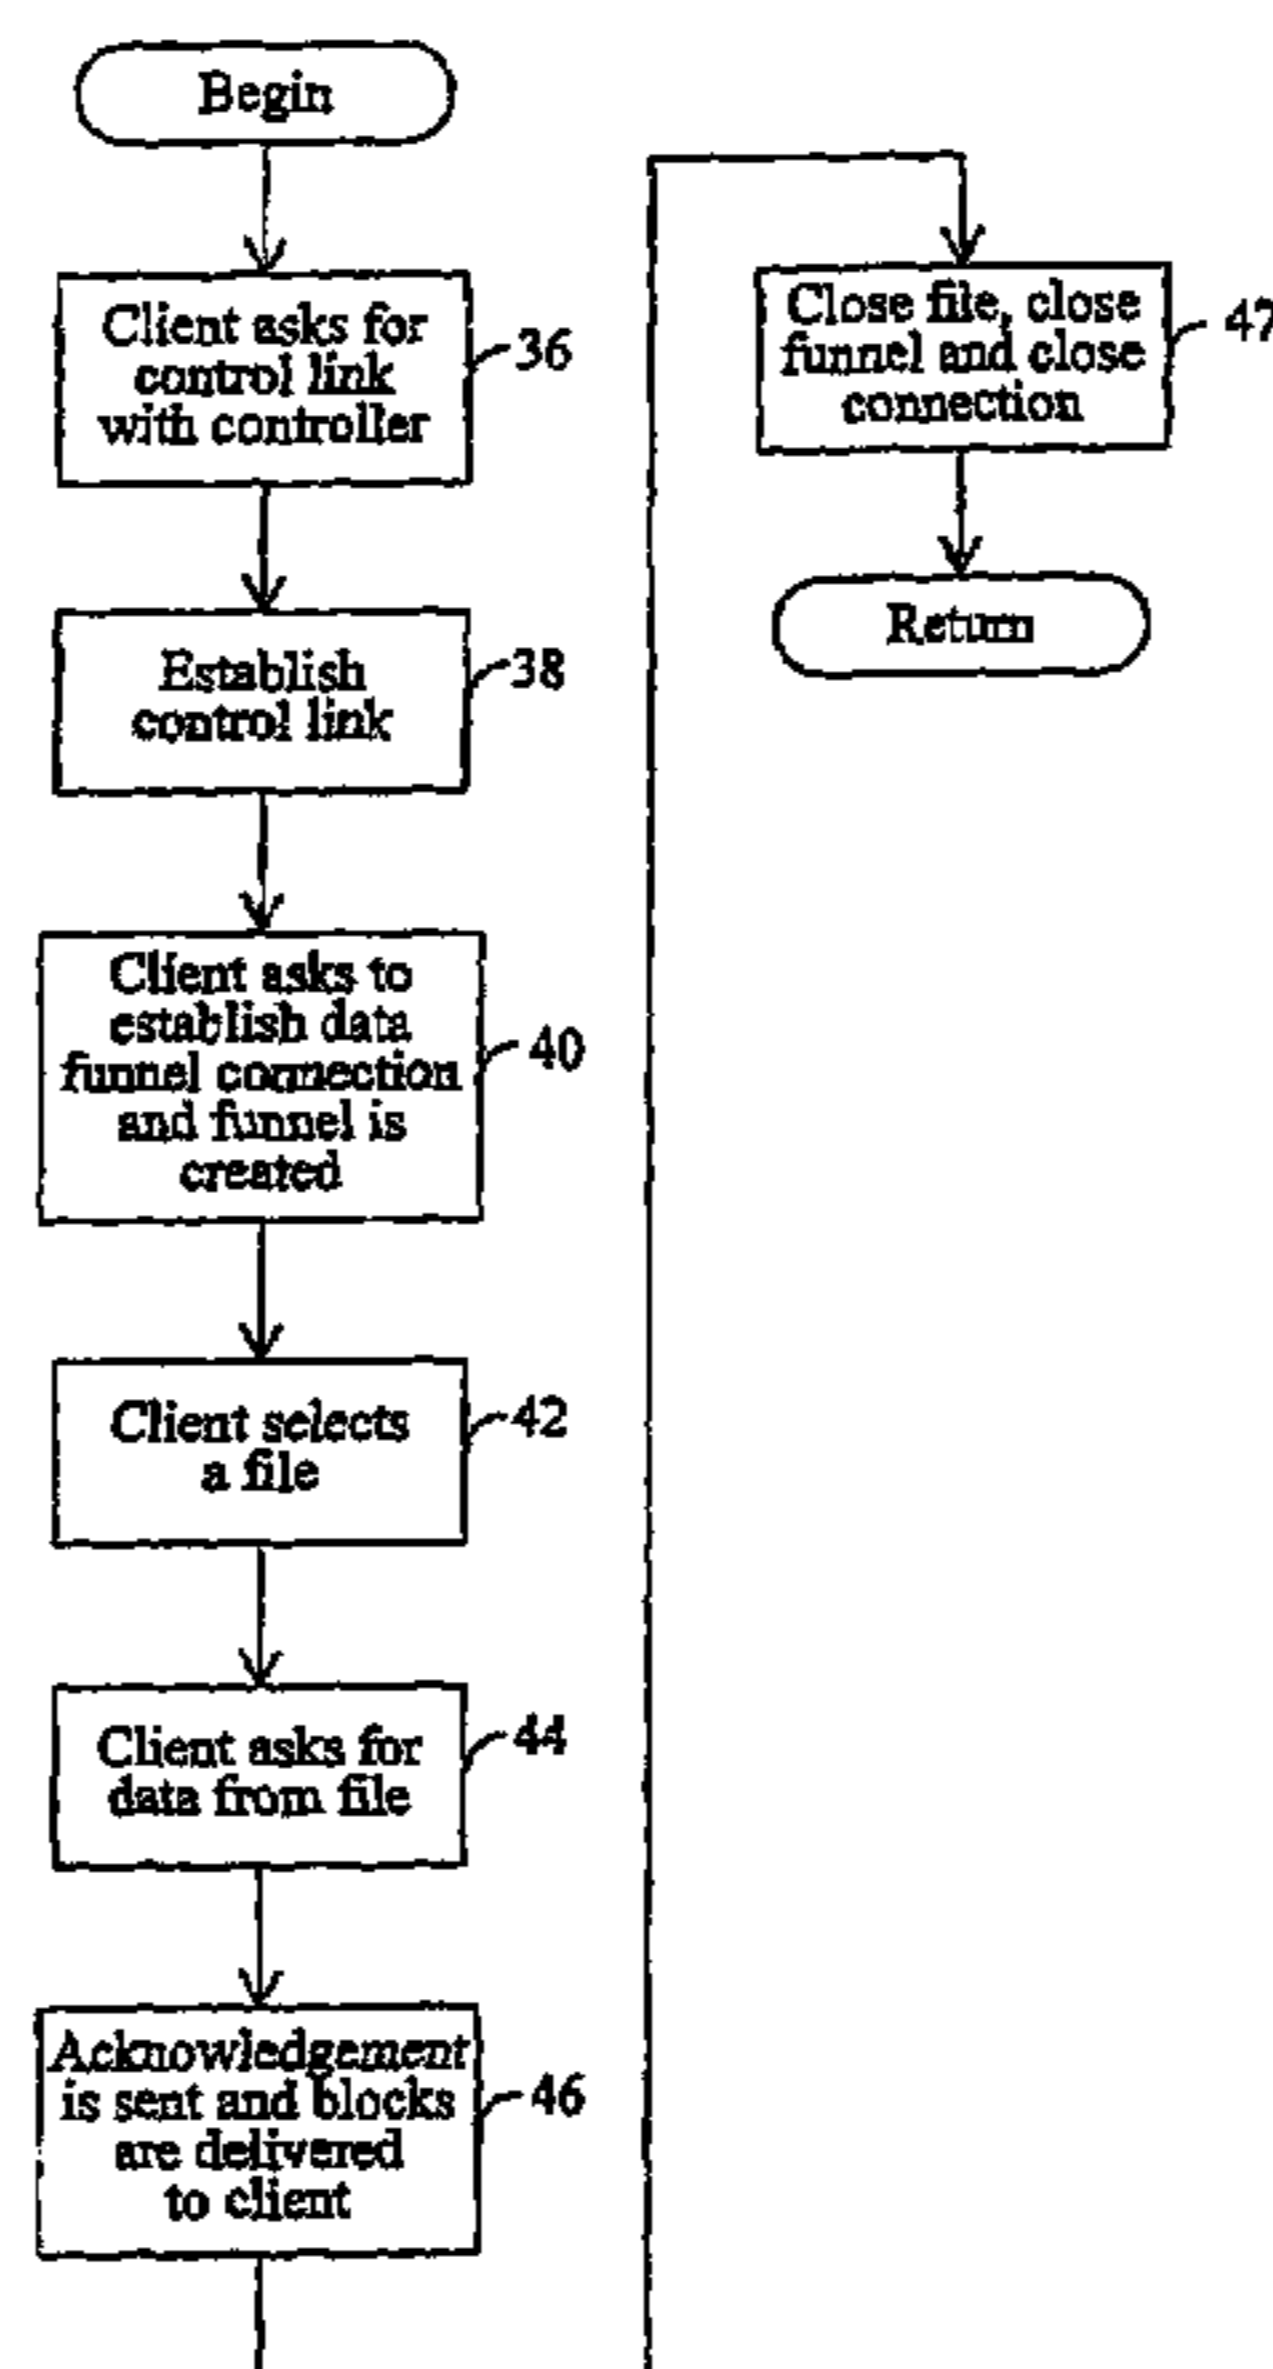 Begin
Client asks for
control link
with controller
36
Establish
control link
38
Client asks to
establish data
funnel connection
and funnel is
created
40
Client selects
a file
42
Client asks for
data from file
44
Acknowledgement
is sent and blocks
are delivered
to client
46
Close file, close
funnel and close
connection
47
Return